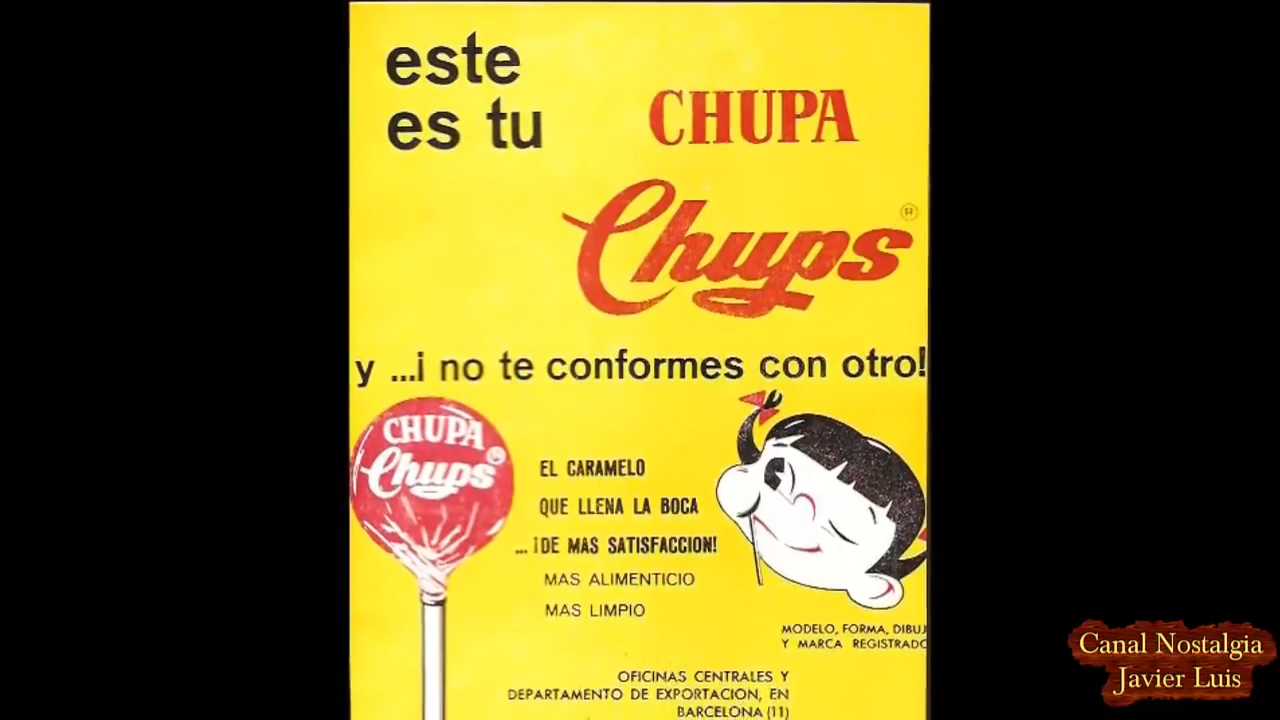 este
es tu
CHUPA
Chups®
y ...¡ no te conformes con otro!
CHUPA
Chups®
EL CARAMELO
QUE LLENA LA BOCA
... ¡DE MAS SATISFACCION!
MAS ALIMENTICIO
MAS LIMPIO
MODELO, FORMA, DIBUJ
Y MARCA REGISTRADO
OFICINAS CENTRALES Y
DEPARTAMENTO DE EXPORTACION, EN
BARCELONA (11)
Canal Nostalgia
Javier Luis